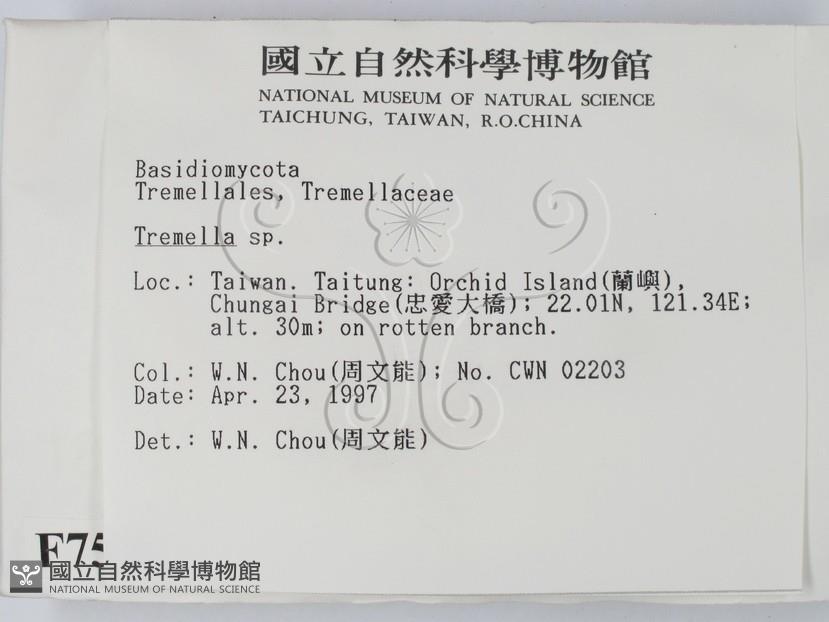 國立自然科學博物館
NATIONAL MUSEUM OF NATURAL SCIENCE
TAICHUNG, TAIWAN, R.O.CHINA
Basidiomycota
Tremellales, Tremellaceae
Tremella sp.
Loc.: Taiwan. Taitung: Orchid Island(蘭嶼),
Chungai Bridge(忠愛大橋); 22.01N, 121.34E;
alt. 30m; on rotten branch.
Col.: W.N. Chou(周文能); No. CWN 02203
Date: Apr. 23, 1997
Det.: W.N. Chou(周文能)
F75
國立自然科學博物館
NATIONAL MUSEUM OF NATURAL SCIENCE